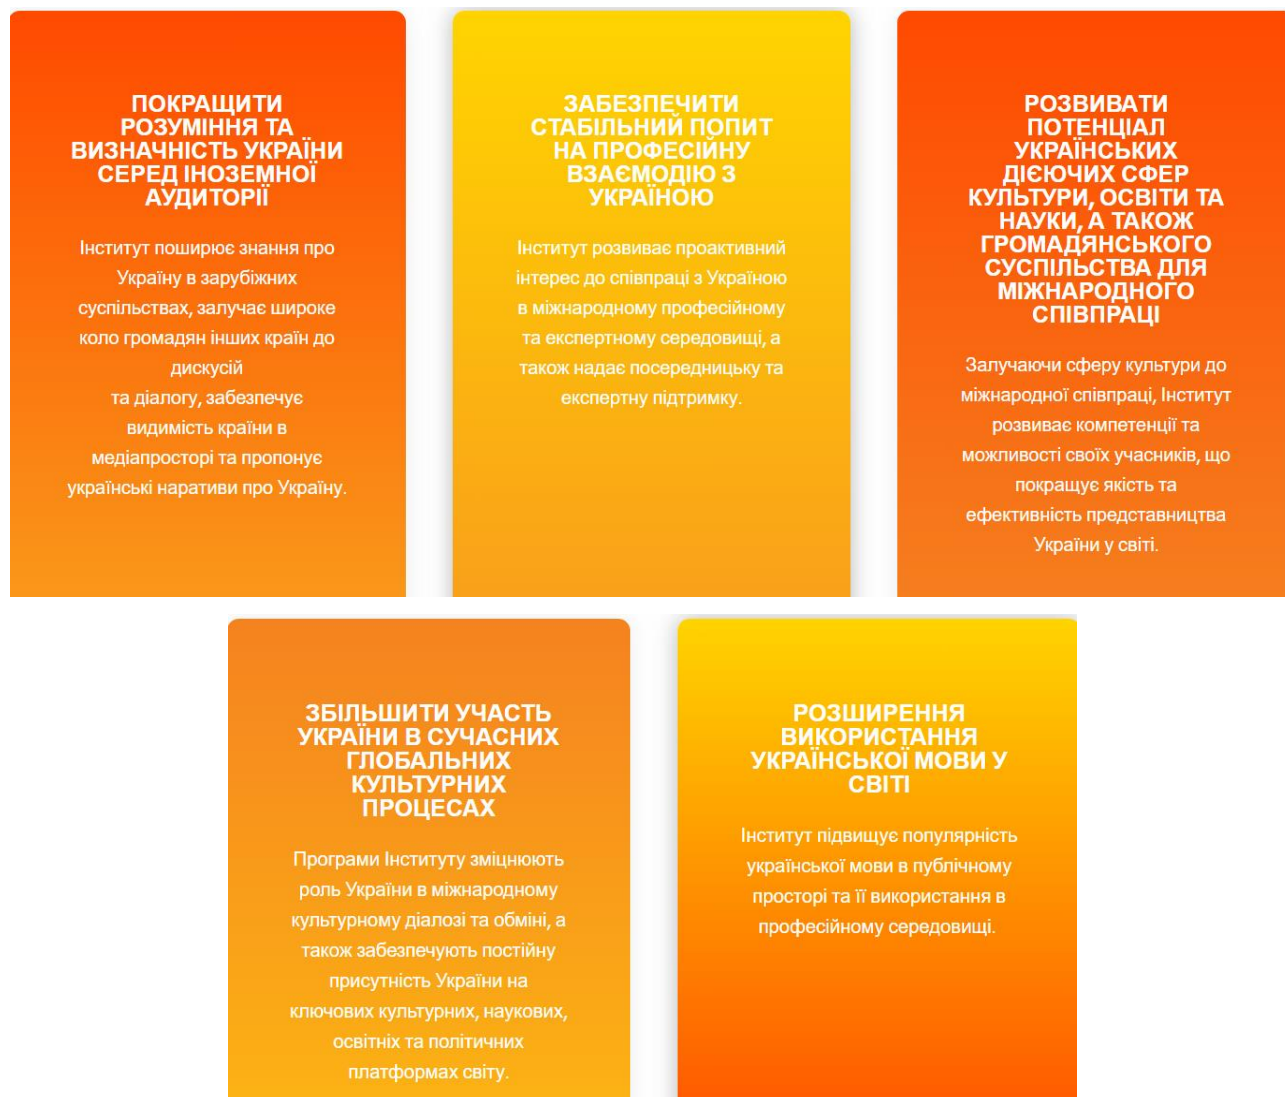 ПОКРАЩИТИ
РОЗУМІННЯ ТА
ВИЗНАЧНІСТЬ УКРАЇНИ
СЕРЕД ІНОЗЕМНОЇ
АУДИТОРІЇ
Інститут поширює знання про
Україну в зарубіжних
суспільствах, залучає широке
коло громадян інших країн до
дискусій
та діалогу, забезпечує
видимість країни в
медіапросторі та пропонує
українські наративи про Україну.
ЗАБЕЗПЕЧИТИ
СТАБІЛЬНИЙ ПОПИТ
НА ПРОФЕСІЙНУ
ВЗАЄМОДІЮ З
УКРАЇНОЮ
Інститут розвиває проактивний
інтерес до співпраці з Україною
в міжнародному професійному
та експертному середовищі, а
також надає посередницьку та
експертну підтримку.
РОЗВИВАТИ
ПОТЕНЦІАЛ
УКРАЇНСЬКИХ
ДІЄЮЧИХ СФЕР
КУЛЬТУРИ, ОСВІТИ ТА
НАУКИ, А ТАКОЖ
ГРОМАДЯНСЬКОГО
СУСПІЛЬСТВА ДЛЯ
МІЖНАРОДНОГО
СПІВПРАЦІ
Залучаючи сферу культури до
міжнародної співпраці, Інститут
розвиває компетенції та
можливості своїх учасників, що
покращує якість та
ефективність представництва
України у світі.
ЗБІЛЬШИТИ УЧАСТЬ
УКРАЇНИ В СУЧАСНИХ
ГЛОБАЛЬНИХ
КУЛЬТУРНИХ
ПРОЦЕСАХ
Програми Інституту зміцнюють
роль України в міжнародному
культурному діалозі та обміні, а
також забезпечують постійну
присутність України на
ключових культурних, наукових,
освітніх та політичних
платформах світу.
РОЗШИРЕННЯ
ВИКОРИСТАННЯ
УКРАЇНСЬКОЇ МОВИ У
СВІТІ
Інститут підвищує популярність
української мови в публічному
просторі та її використання в
професійному середовищі.